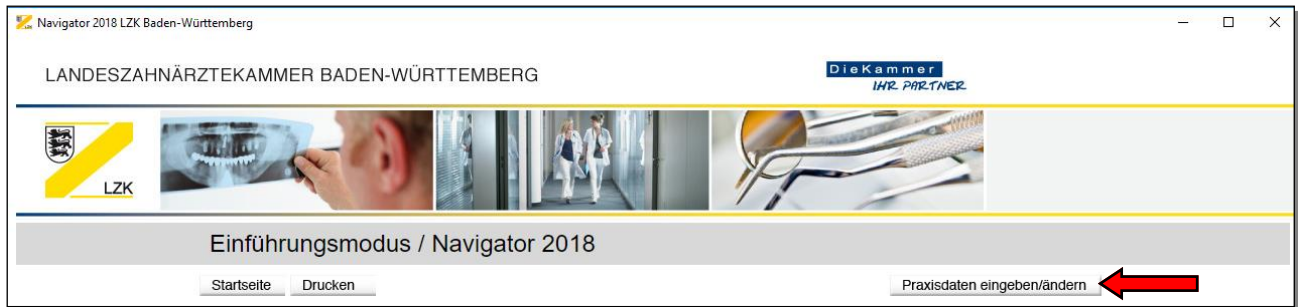 Navigator 2018 LZK Baden-Württemberg
LANDESZAHNÄRZTEKAMMER BADEN-WÜRTTEMBERG
DieKammer
IHR PARTNER
LZK
Einführungsmodus / Navigator 2018
Startseite Drucken Praxisdaten eingeben/ändern